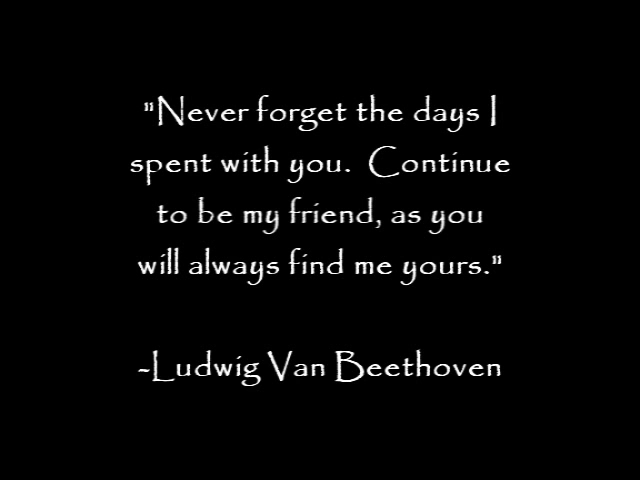 "Never forget the days I
spent with you.  Continue
to be my friend, as you
will always find me yours."
-Ludwig Van Beethoven